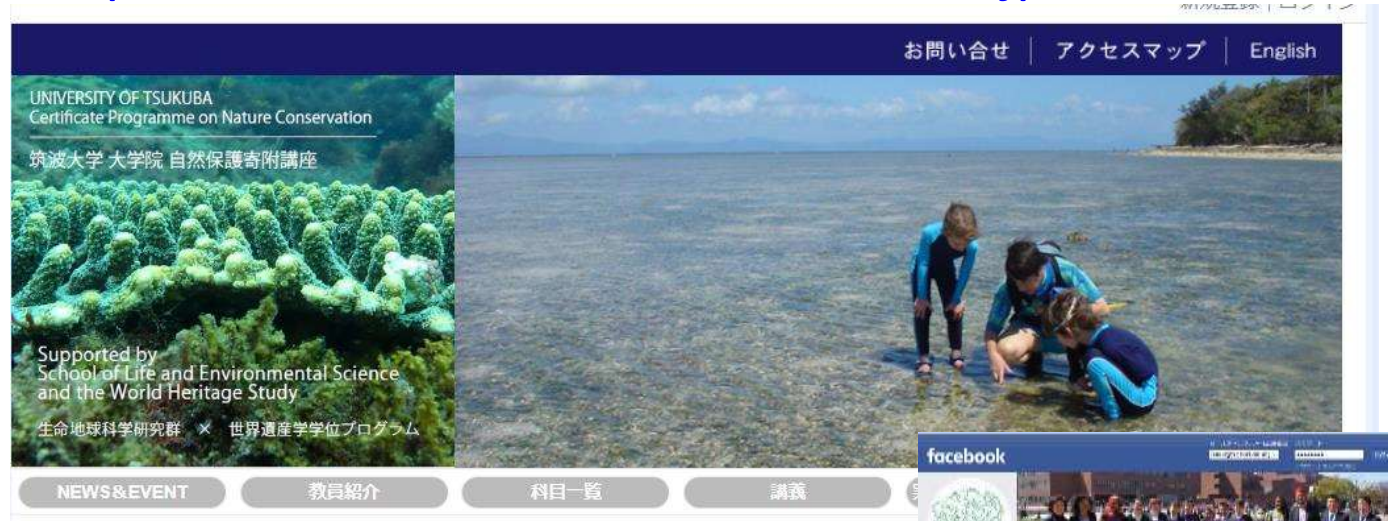 お問い合せ | アクセスマップ | English
UNIVERSITY OF TSUKUBA
Certificate Programme on Nature Conservation
筑波大学 大学院 自然保護寄附講座
Supported by
School of Life and Environmental Science
and the World Heritage Study
生命地球科学研究群 × 世界遺産学学位プログラム
facebook
NEWS&EVENT 教員紹介 科目一覧 講義